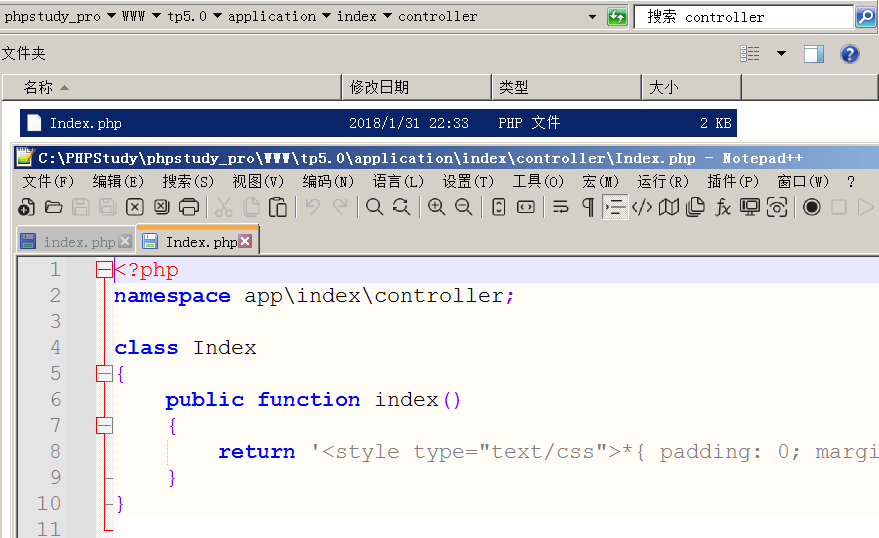 phpstudy_pro ▼ WWW ▼ tp5.0 ▼ application ▼ index ▼ controller
搜索 controller
文件夹
名称 修改日期 类型 大小
Index.php 2018/1/31 22:33 PHP 文件 2 KB
C:\PHPStudy\phpstudy_pro\WWW\tp5.0\application\index\controller\Index.php - Notepad++
文件(F) 编辑(E) 搜索(S) 视图(V) 编码(N) 语言(L) 设置(T) 工具(O) 宏(M) 运行(R) 插件(P) 窗口(W) ?
index.php Index.php
1 <?php
2 namespace app\index\controller;
3
4 class Index
5 {
6 public function index()
7 {
8 return '<style type="text/css">*{ padding: 0; margi
9 }
10 }
11